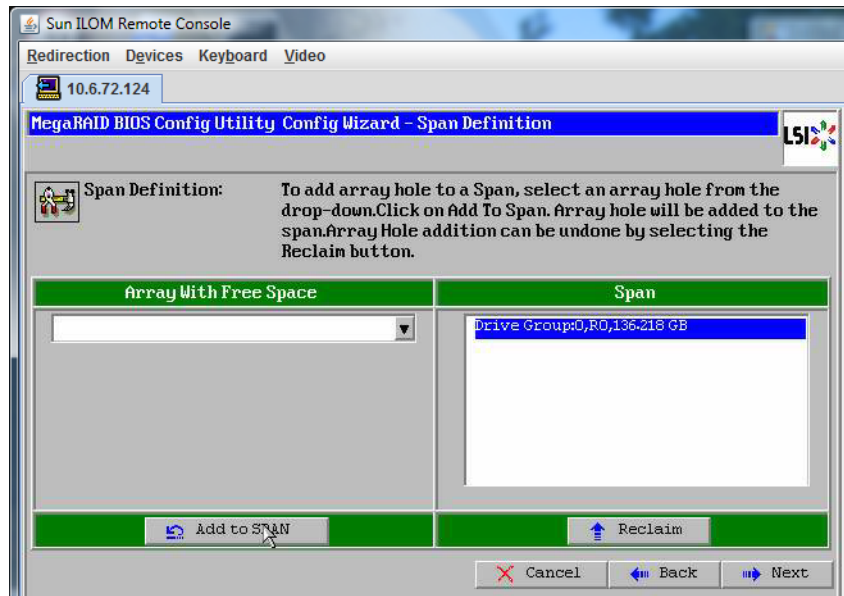 Sun ILOM Remote Console
Redirection Devices Keyboard Video
10.6.72.124
MegaRAID BIOS Config Utility Config Wizard – Span Definition
LSI
Span Definition:
To add array hole to a Span, select an array hole from the
drop-down.Click on Add To Span. Array hole will be added to the
span.Array Hole addition can be undone by selecting the
Reclaim button.
Array With Free Space
Span
Drive Group:0,R0,136.218 GB
Add to SPAN
Reclaim
Cancel
Back
Next